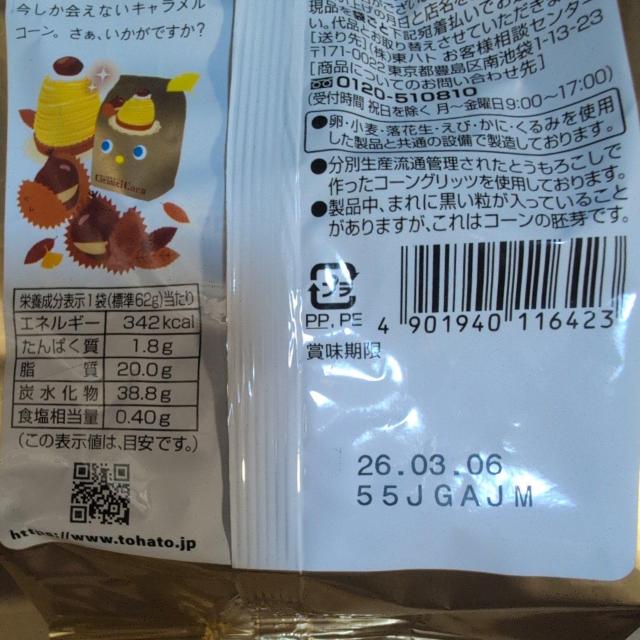 今しか会えないキャラメル
コーン。さぁ、いかがですか?
Caramel Corn
栄養成分表示1袋(標準62g)当たり
エネルギー 342kcal
たんぱく質 1.8g
脂質 20.0g
炭水化物 38.8g
食塩相当量 0.40g
(この表示値は、目安です。)
https://www.tohato.jp
い。代品とお取り替えさせていただきま
[送り先](株)東ハト お客様相談センター
〒171-0022 東京都豊島区南池袋1-13-23
[商品についてのお問い合わせ先]
0120-510810
(受付時間 祝日を除く 月~金曜日9:00~17:00)
●卵・小麦・落花生・えび・かに・くるみを使用
した製品と共通の設備で製造しております。
●分別生産流通管理されたとうもろこしで
作ったコーングリッツを使用しております。
●製品中、まれに黒い粒が入っていること
がありますが、これはコーンの胚芽です。
プラ
PP, PE
4 901940 116423
賞味期限
26.03.06
55JGAJM